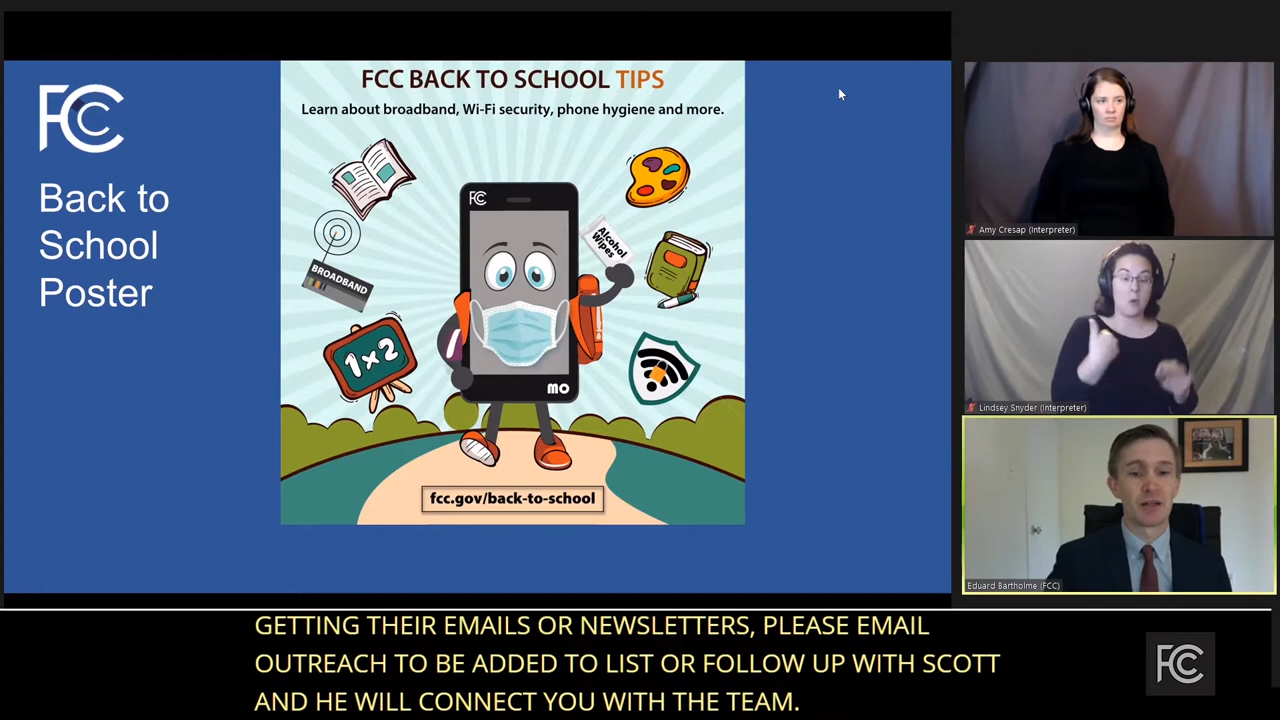 FCC
Back to
School
Poster
FCC BACK TO SCHOOL TIPS
Learn about broadband, Wi-Fi security, phone hygiene and more.
FCC
Alcohol
Wipes
BROADBAND
1x2
mo
fcc.gov/back-to-school
Amy Cresap (Interpreter)
Lindsey Snyder (Interpreter)
Eduard Bartholme (FCC)
GETTING THEIR EMAILS OR NEWSLETTERS, PLEASE EMAIL
OUTREACH TO BE ADDED TO LIST OR FOLLOW UP WITH SCOTT
AND HE WILL CONNECT YOU WITH THE TEAM.
FCC